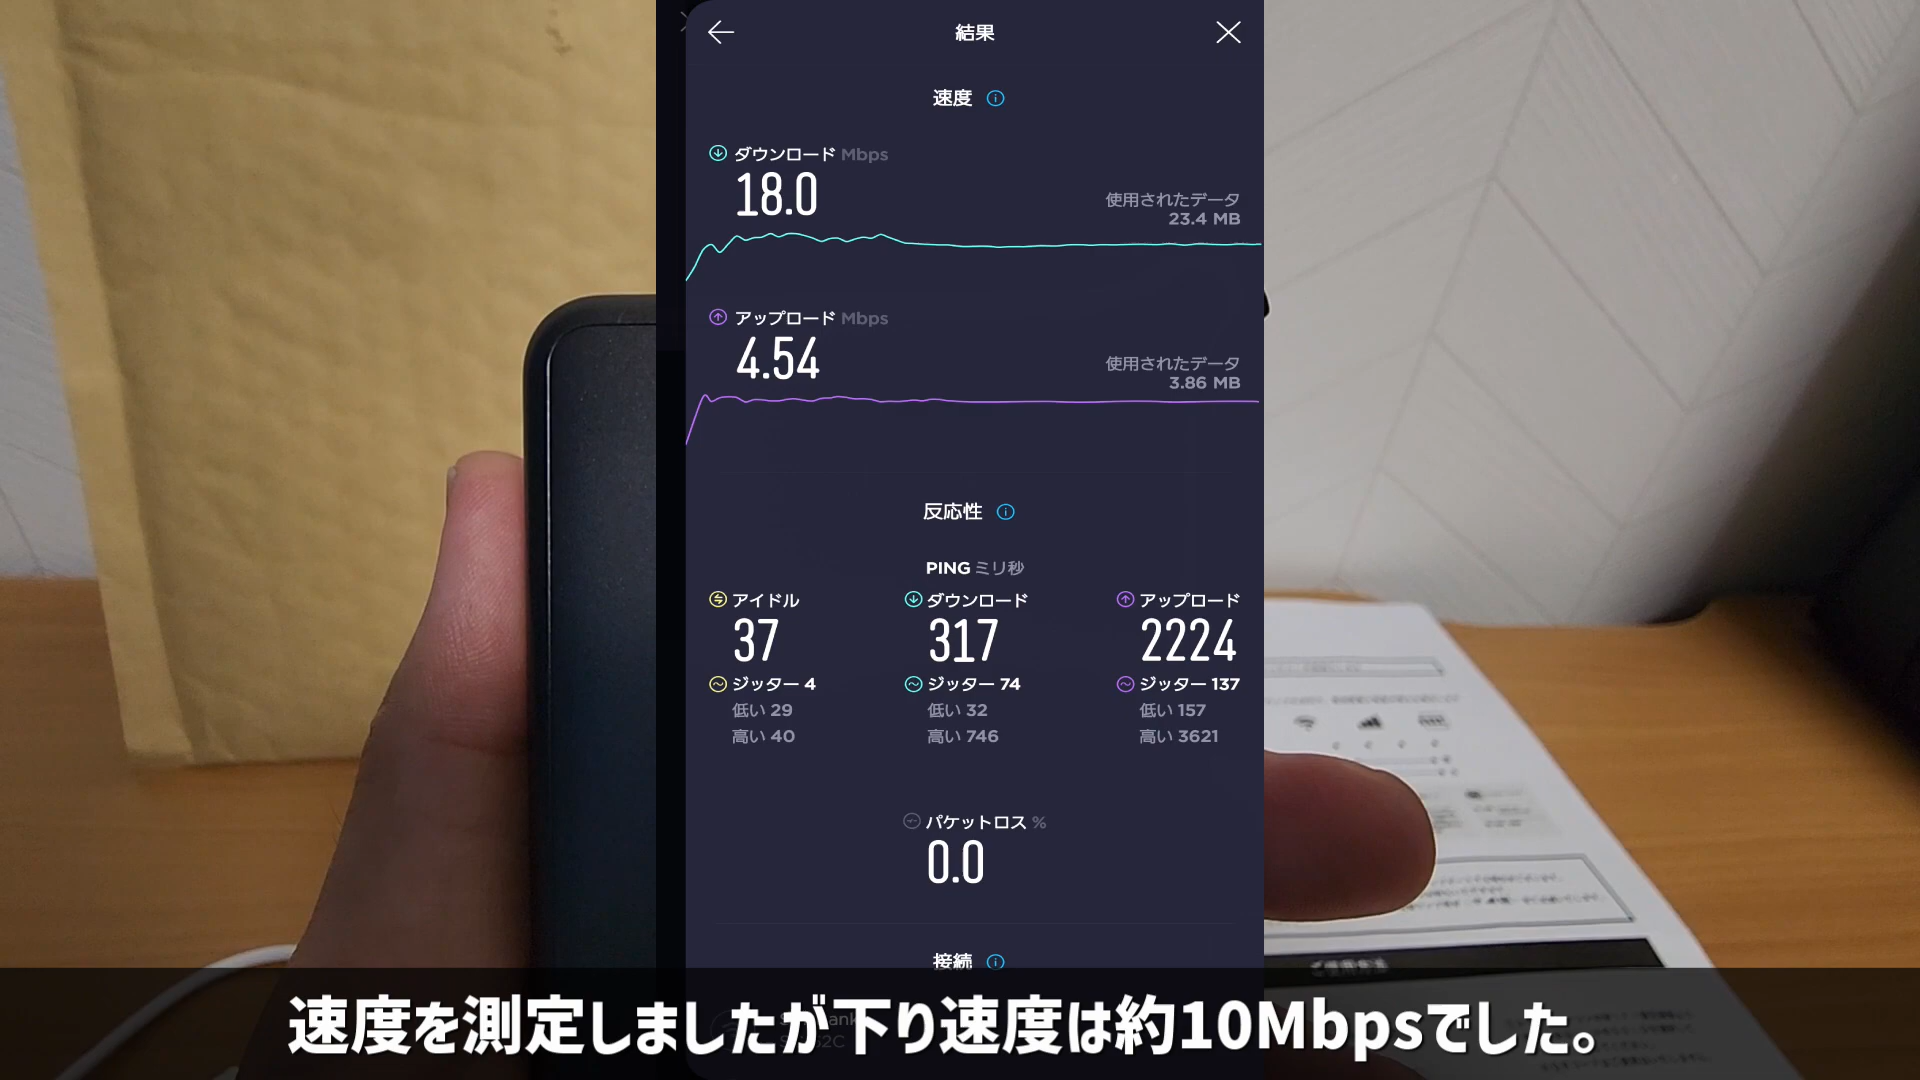 結果
速度
ダウンロード Mbps
18.0
使用されたデータ
23.4 MB
アップロード Mbps
4.54
使用されたデータ
3.86 MB
反応性
PING ミリ秒
アイドル
37
ジッター 4
低い 29
高い 40
ダウンロード
317
ジッター 74
低い 32
高い 746
アップロード
2224
ジッター 137
低い 157
高い 3621
パケットロス %
0.0
接続
速度を測定しましたが下り速度は約10Mbpsでした。
ご使用方法